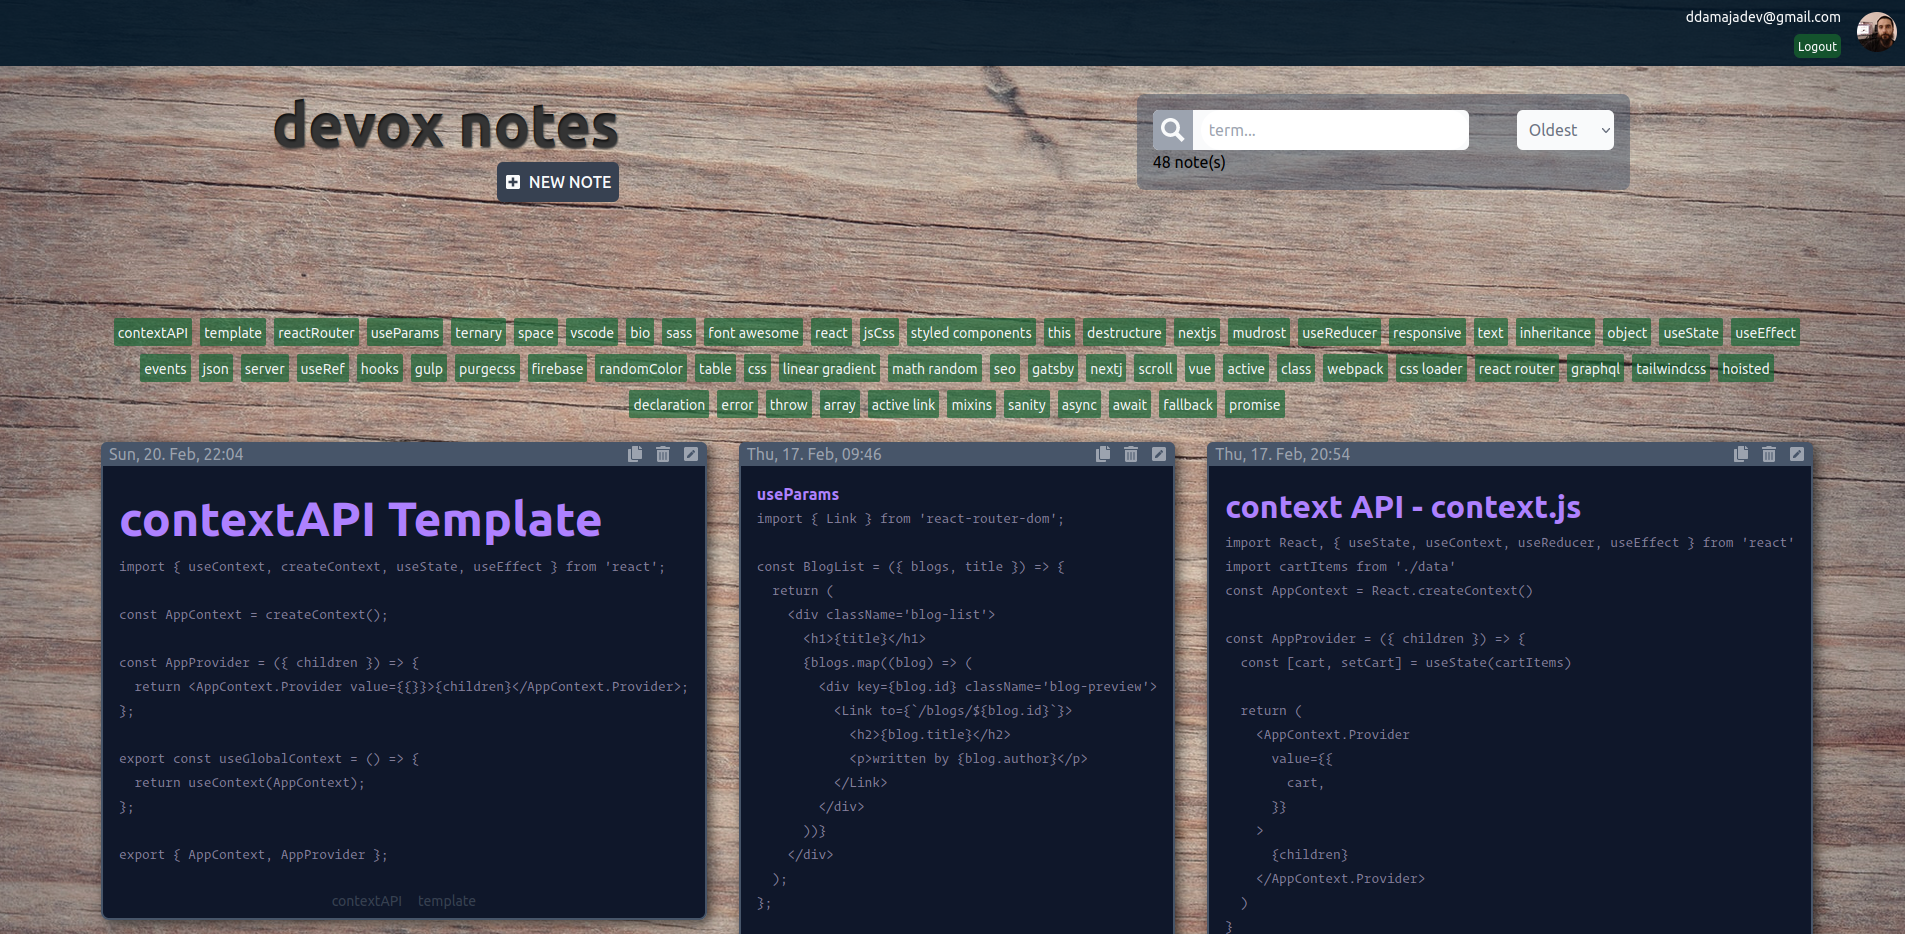 ddamajadev@gmail.com
Logout
devox notes
NEW NOTE
term...
Oldest
48 note(s)
contextAPI template reactRouter useParams ternary space vscode bio sass font awesome react jsCss styled components this destructure nextjs mudrost useReducer responsive text inheritance object useState useEffect
events json server useRef hooks gulp purgecss firebase randomColor table css linear gradient math random seo gatsby nextj scroll vue active class webpack css loader react router graphql tailwindcss hoisted
declaration error throw array active link mixins sanity async await fallback promise
Sun, 20. Feb, 22:04
contextAPI Template
import { useContext, createContext, useState, useEffect } from 'react';
const AppContext = createContext();
const AppProvider = ({ children }) => {
return <AppContext.Provider value={{}}>{children}</AppContext.Provider>;
};
export const useGlobalContext = () => {
return useContext(AppContext);
};
export { AppContext, AppProvider };
contextAPI template
Thu, 17. Feb, 09:46
useParams
import { Link } from 'react-router-dom';
const BlogList = ({ blogs, title }) => {
return (
<div className='blog-list'>
<h1>{title}</h1>
{blogs.map((blog) => (
<div key={blog.id} className='blog-preview'>
<Link to={`/blogs/${blog.id}`}>
<h2>{blog.title}</h2>
<p>written by {blog.author}</p>
</Link>
</div>
))}
</div>
);
};
Thu, 17. Feb, 20:54
context API - context.js
import React, { useState, useContext, useReducer, useEffect } from 'react'
import cartItems from './data'
const AppContext = React.createContext()
const AppProvider = ({ children }) => {
const [cart, setCart] = useState(cartItems)
return (
<AppContext.Provider
value={{
cart,
}}
>
{children}
</AppContext.Provider>
)
}